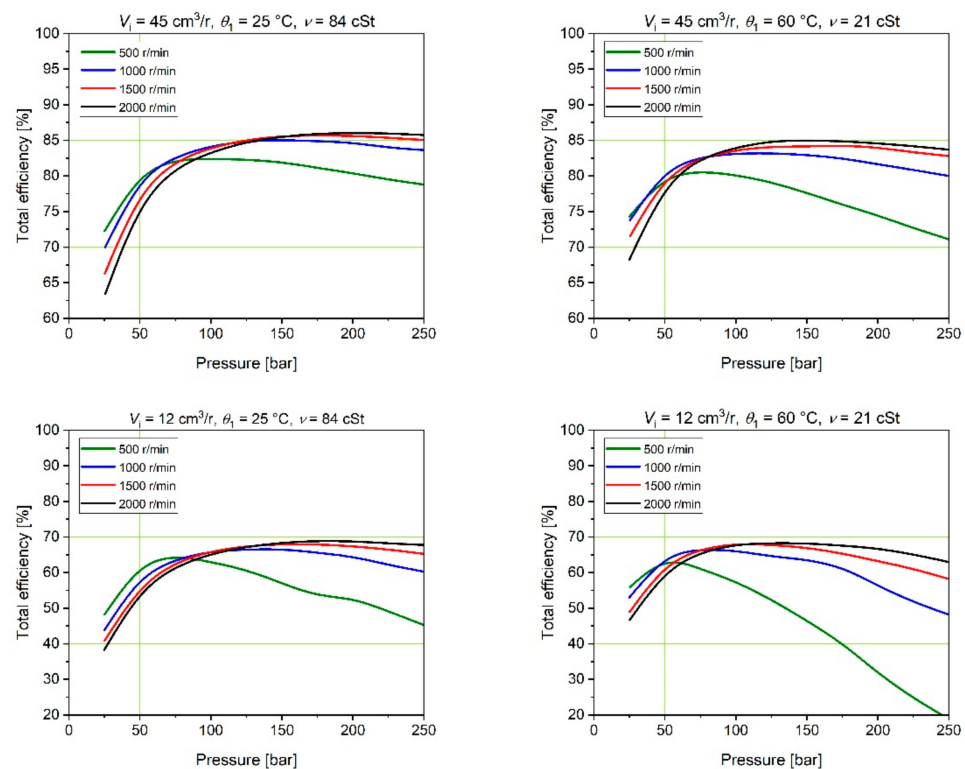 Vi = 45 cm³/r, θ1 = 25 °C, ν = 84 cSt
100
95
90
85
80
75
70
65
60
Total efficiency [%]
500 r/min
1000 r/min
1500 r/min
2000 r/min
0 50 100 150 200 250
Pressure [bar]
Vi = 45 cm³/r, θ1 = 60 °C, ν = 21 cSt
100
95
90
85
80
75
70
65
60
Total efficiency [%]
500 r/min
1000 r/min
1500 r/min
2000 r/min
0 50 100 150 200 250
Pressure [bar]
Vi = 12 cm³/r, θ1 = 25 °C, ν = 84 cSt
100
90
80
70
60
50
40
30
20
Total efficiency [%]
500 r/min
1000 r/min
1500 r/min
2000 r/min
0 50 100 150 200 250
Pressure [bar]
Vi = 12 cm³/r, θ1 = 60 °C, ν = 21 cSt
100
90
80
70
60
50
40
30
20
Total efficiency [%]
500 r/min
1000 r/min
1500 r/min
2000 r/min
0 50 100 150 200 250
Pressure [bar]